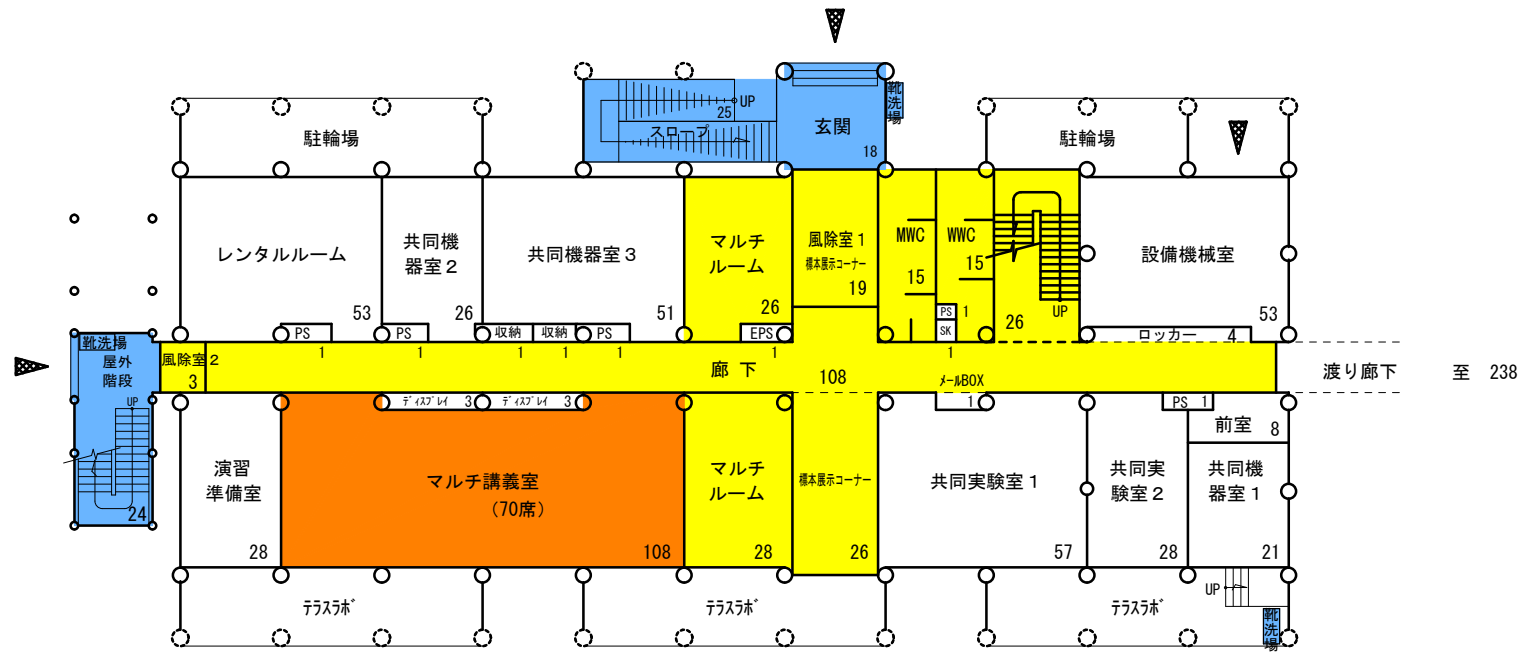 UP
25
スロープ
玄関
18
靴洗場
駐輪場
駐輪場
レンタルルーム
53
共同機
器室２
26
共同機器室３
51
マルチ
ルーム
26
風除室１
標本展示コーナー
19
MWC
15
WWC
15
PS
1
SK
26
UP
設備機械室
53
PS
PS
収納
収納
PS
EPS
ロッカー
4
靴洗場
屋外
階段
UP
24
風除室２
3
1
1
1
1
1
1
1
廊下
108
メールBOX
渡り廊下
至 238
ディスプレイ 3
ディスプレイ 3
1
PS 1
前室
8
演習
準備室
28
マルチ講義室
（70席）
108
マルチ
ルーム
28
標本展示コーナー
26
共同実験室１
57
共同実
験室２
28
共同機
器室１
21
テラスラボ
テラスラボ
テラスラボ
UP
靴洗場